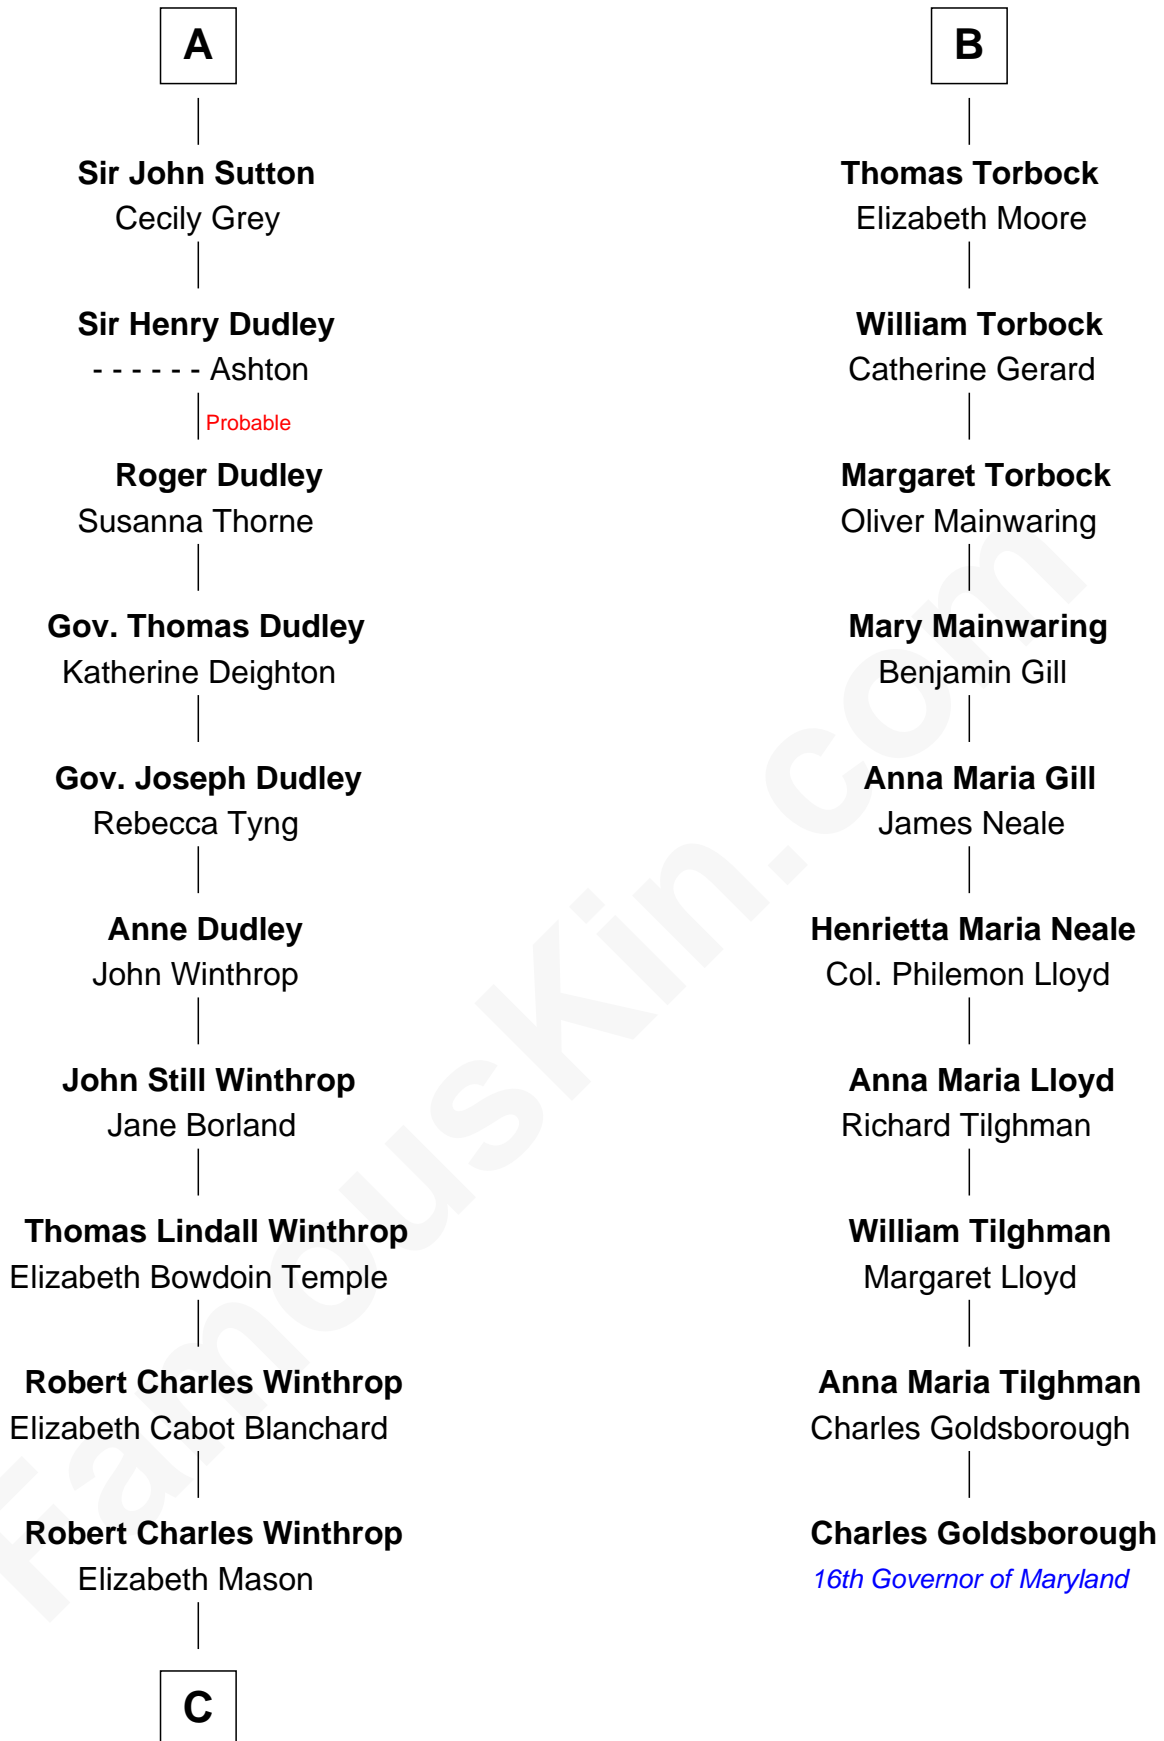 A
Sir John Sutton
Cecily Grey
Sir Henry Dudley
- - - - - - Ashton
Probable
Roger Dudley
Susanna Thorne
Gov. Thomas Dudley
Katherine Deighton
Gov. Joseph Dudley
Rebecca Tyng
Anne Dudley
John Winthrop
John Still Winthrop
Jane Borland
Thomas Lindall Winthrop
Elizabeth Bowdoin Temple
Robert Charles Winthrop
Elizabeth Cabot Blanchard
Robert Charles Winthrop
Elizabeth Mason
C
B
Thomas Torbock
Elizabeth Moore
William Torbock
Catherine Gerard
Margaret Torbock
Oliver Mainwaring
Mary Mainwaring
Benjamin Gill
Anna Maria Gill
James Neale
Henrietta Maria Neale
Col. Philemon Lloyd
Anna Maria Lloyd
Richard Tilghman
William Tilghman
Margaret Lloyd
Anna Maria Tilghman
Charles Goldsborough
Charles Goldsborough
16th Governor of Maryland
FamousKin.com